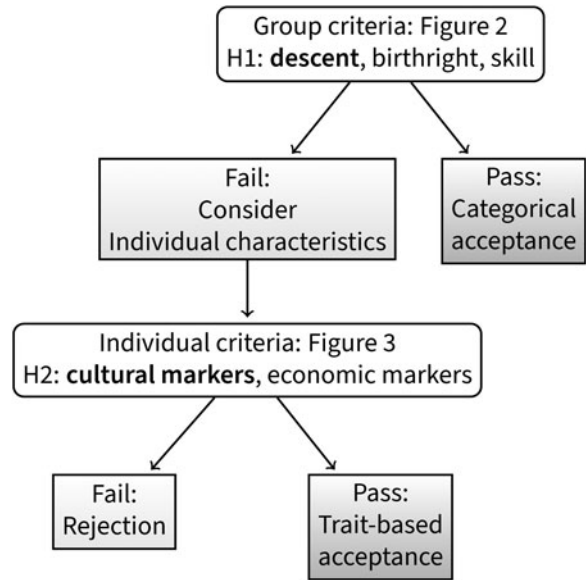 Group criteria: Figure 2
H1: descent, birthright, skill
Fail:
Consider
Individual characteristics
Pass:
Categorical
acceptance
Individual criteria: Figure 3
H2: cultural markers, economic markers
Fail:
Rejection
Pass:
Trait-based
acceptance